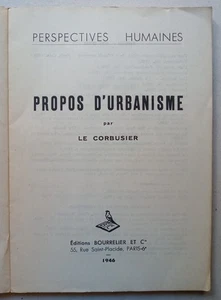 PERSPECTIVES HUMAINES
PROPOS D'URBANISME
par
LE CORBUSIER
Éditions BOURRELIER ET Cie
55, Rue Saint-Placide, PARIS-6e
1946